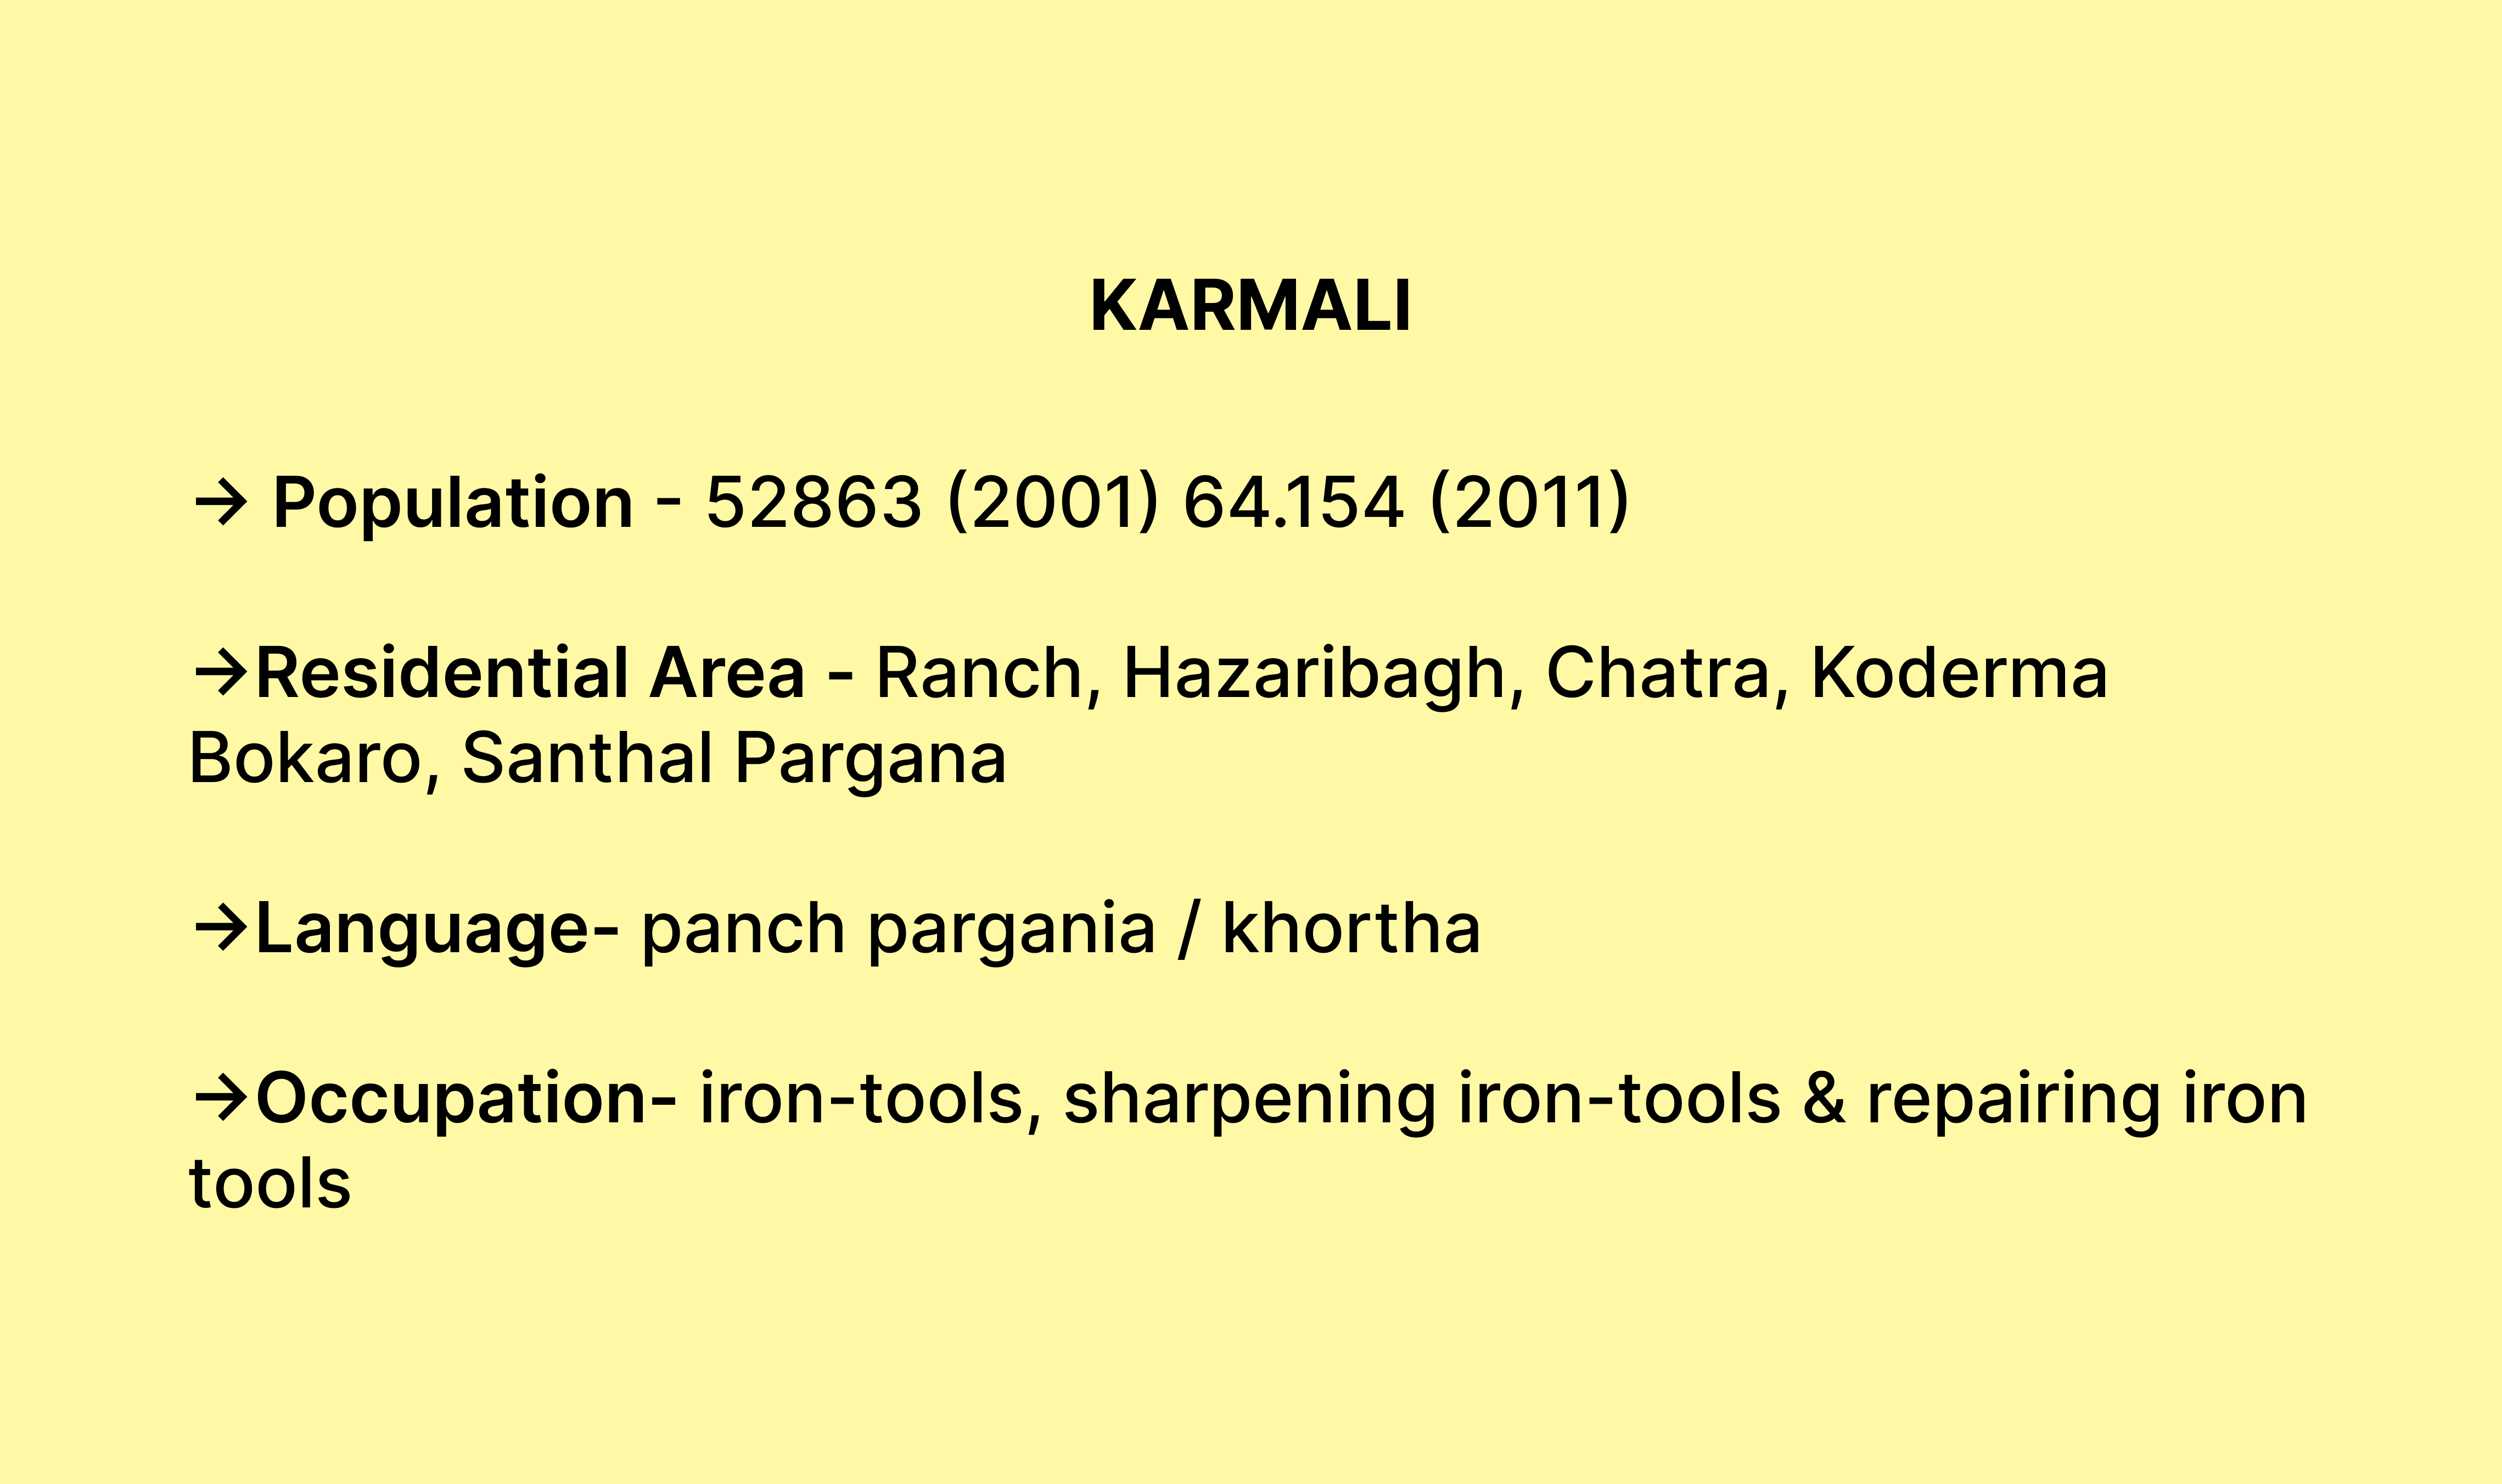 KARMALI
→ Population - 52863 (2001) 64.154 (2011)
→Residential Area - Ranch, Hazaribagh, Chatra, Koderma
Bokaro, Santhal Pargana
→Language- panch pargania / khortha
→Occupation- iron-tools, sharpening iron-tools & repairing iron
tools